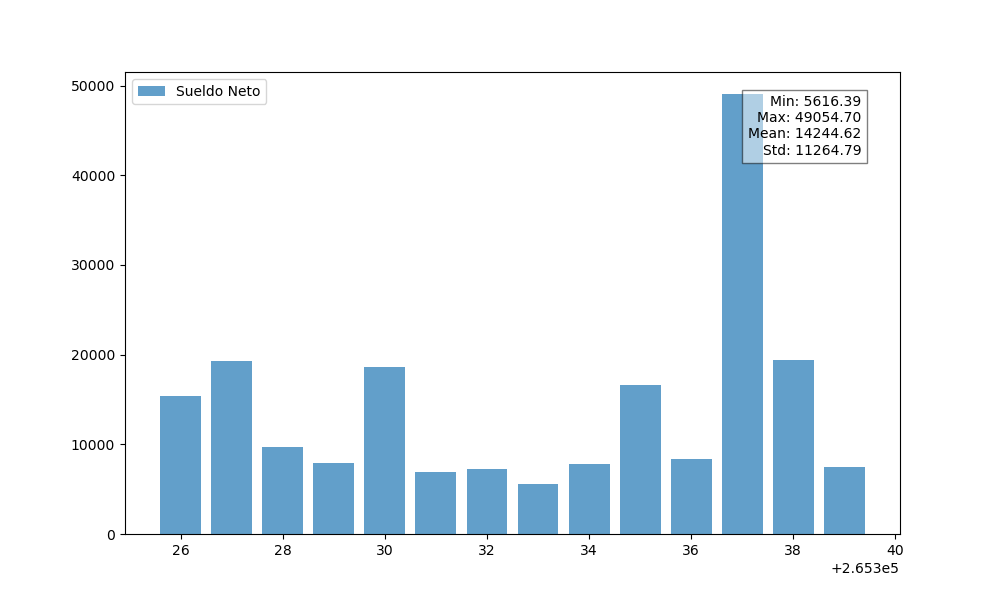 50000
40000
30000
20000
10000
0
Sueldo Neto
Min: 5616.39
Max: 49054.70
Mean: 14244.62
Std: 11264.79
26 28 30 32 34 36 38 40
+2.653e5